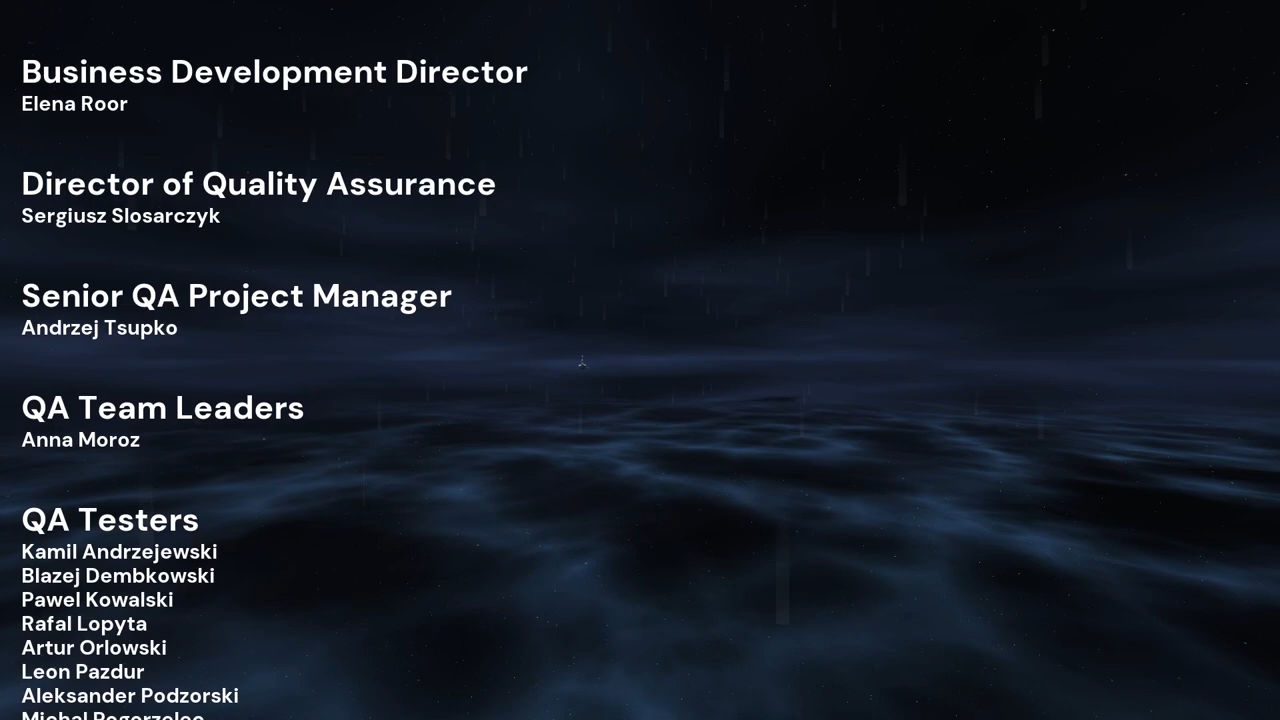 Business Development Director
Elena Roor
Director of Quality Assurance
Sergiusz Slosarczyk
Senior QA Project Manager
Andrzej Tsupko
QA Team Leaders
Anna Moroz
QA Testers
Kamil Andrzejewski
Blazej Dembkowski
Pawel Kowalski
Rafal Lopyta
Artur Orlowski
Leon Pazdur
Aleksander Podzorski